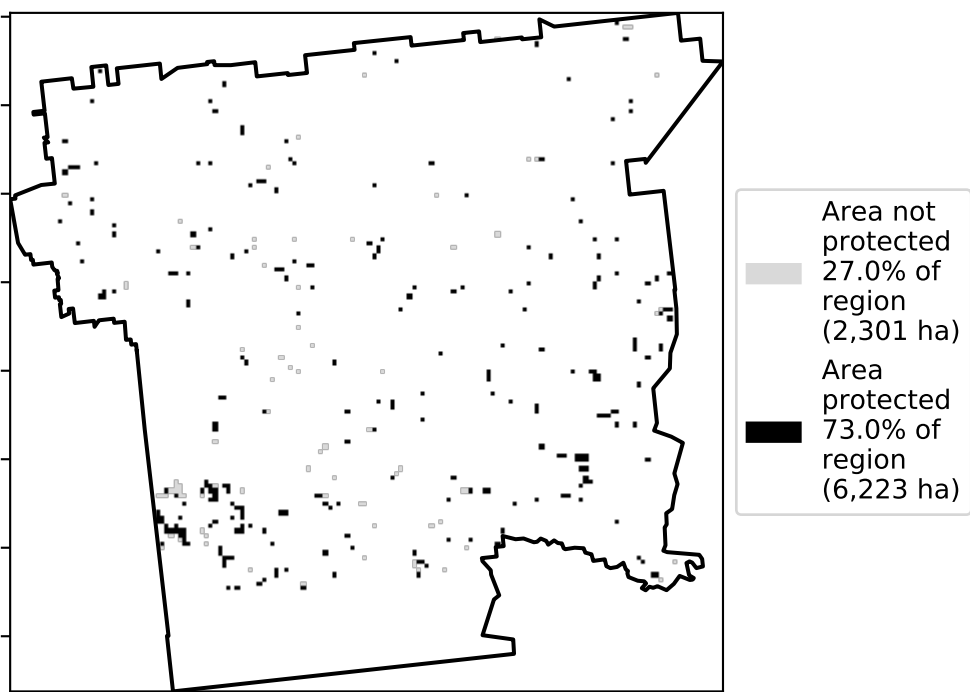 Area not
protected
27.0% of
region
(2,301 ha)
Area
protected
73.0% of
region
(6,223 ha)